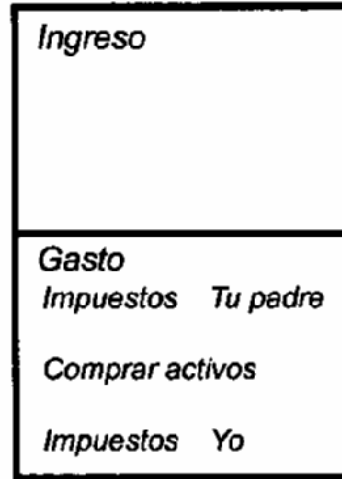 Ingreso
Gasto
Impuestos Tu padre
Comprar activos
Impuestos Yo